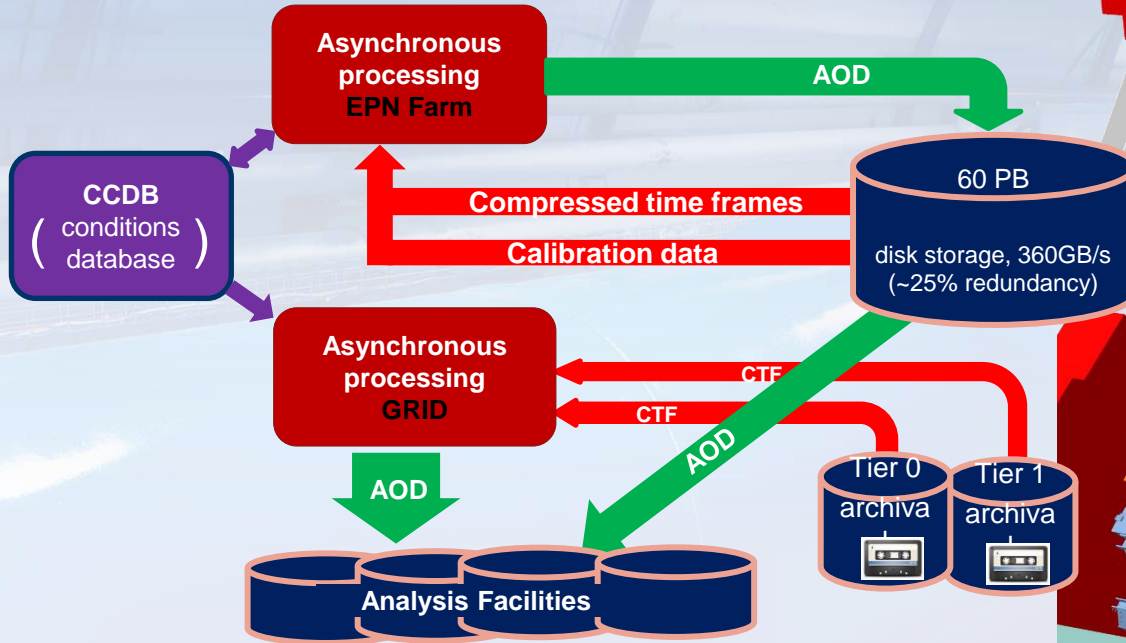 Asynchronous
processing
EPN Farm
AOD
CCDB
( conditions
database )
Compressed time frames
Calibration data
60 PB
disk storage, 360GB/s
(~25% redundancy)
Asynchronous
processing
GRID
CTF
CTF
AOD
AOD
Tier 0
archiva
Tier 1
archiva
Analysis Facilities